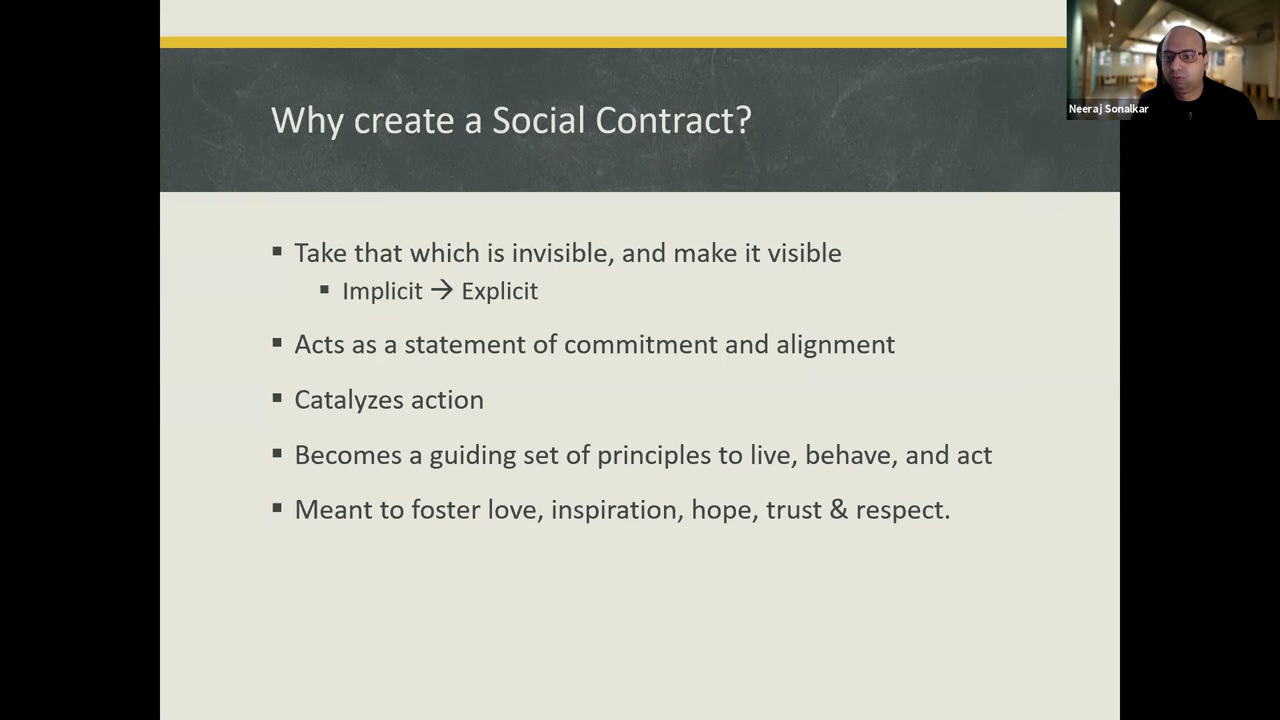 Why create a Social Contract?
Neeraj Sonalkar
▪ Take that which is invisible, and make it visible
▪ Implicit → Explicit
▪ Acts as a statement of commitment and alignment
▪ Catalyzes action
▪ Becomes a guiding set of principles to live, behave, and act
▪ Meant to foster love, inspiration, hope, trust & respect.